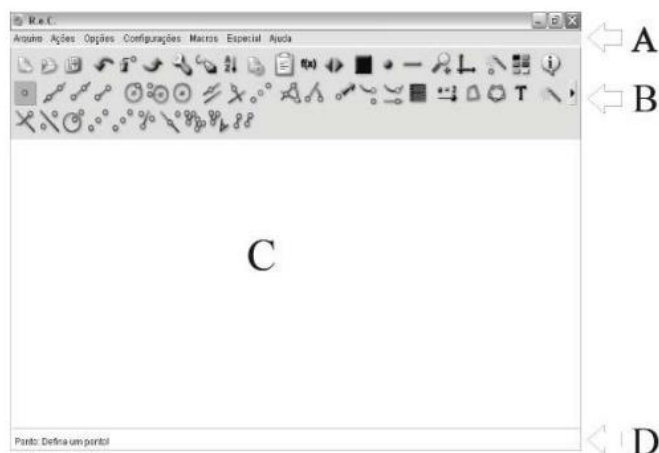 R.e.C.
Arquivo Ações Opções Configurações Macros Especial Ajuda
A
f(x)
T
B
C
Ponto: Defina um ponto!
D